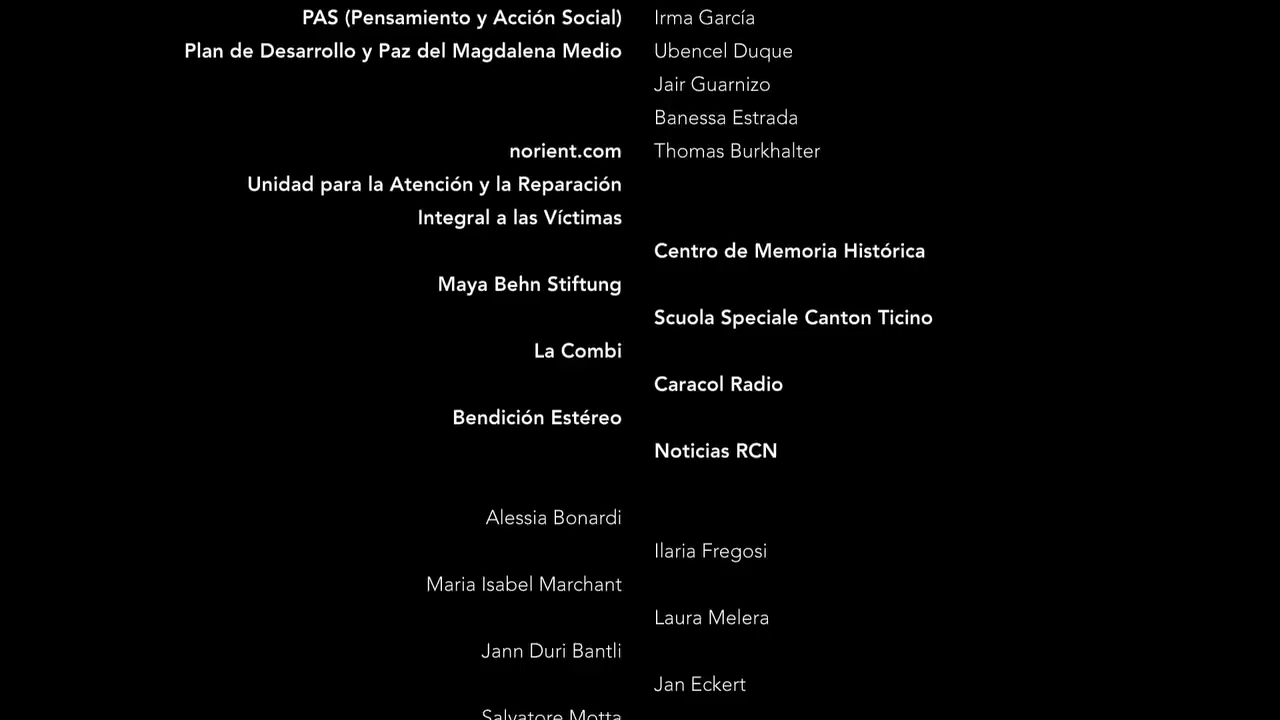 PAS (Pensamiento y Acción Social) Irma García
Plan de Desarrollo y Paz del Magdalena Medio Ubencel Duque
Jair Guarnizo
Banessa Estrada
norient.com Thomas Burkhalter
Unidad para la Atención y la Reparación
Integral a las Víctimas
Centro de Memoria Histórica
Maya Behn Stiftung
Scuola Speciale Canton Ticino
La Combi
Caracol Radio
Bendición Estéreo
Noticias RCN
Alessia Bonardi
Ilaria Fregosi
Maria Isabel Marchant
Laura Melera
Jann Duri Bantli
Jan Eckert
Salvatore Motta